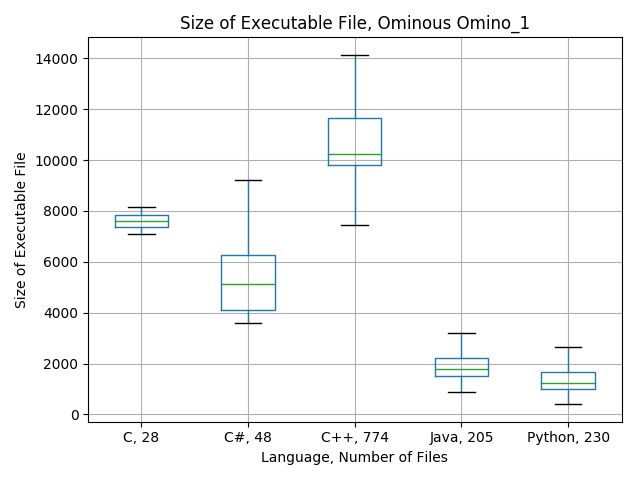 Size of Executable File, Ominous Omino_1
14000
12000
10000
8000
6000
4000
2000
0
Size of Executable File
C, 28
C#, 48
C++, 774
Java, 205
Python, 230
Language, Number of Files